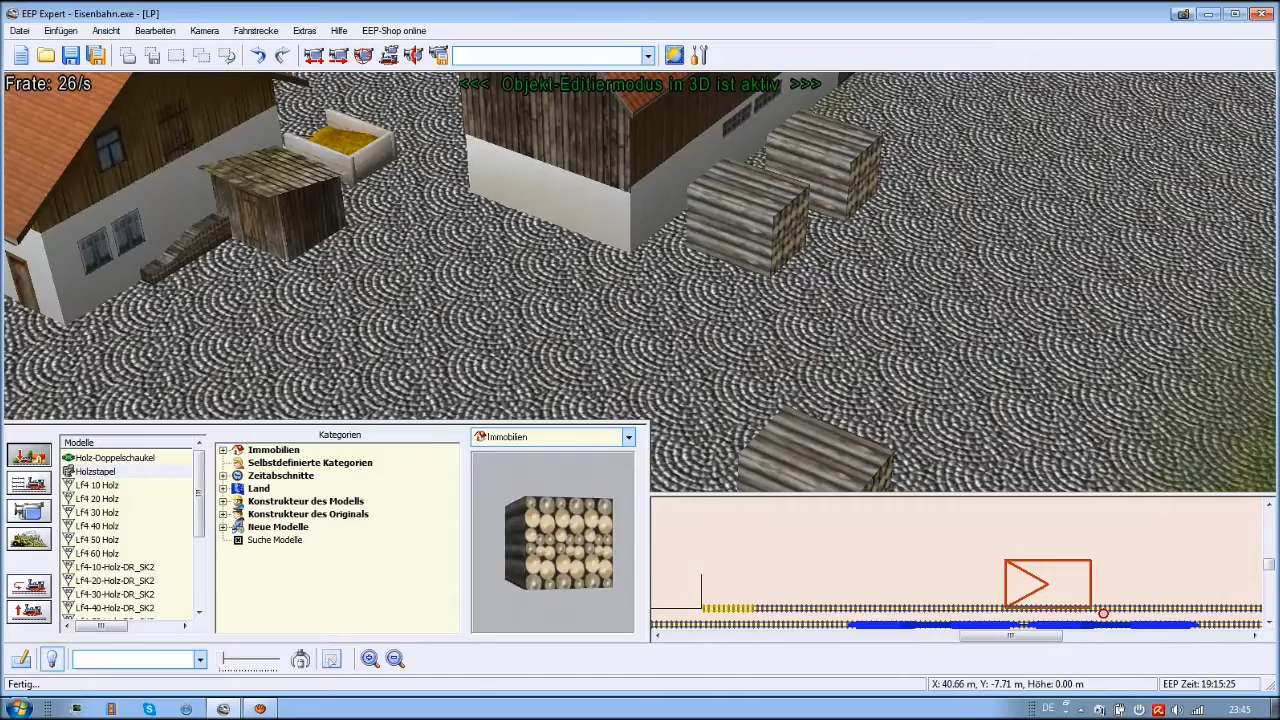 EEP Expert - Eisenbahn.exe - [LP]
Datei Einfügen Ansicht Bearbeiten Kamera Fahrstrecke Extras Hilfe EEP-Shop online
Frate: 26/s
<<< Objekt-Editiermodus in 3D ist aktiv >>>
Modelle
Holz-Doppelschaukel
Holzstapel
Lf4 10 Holz
Lf4 20 Holz
Lf4 30 Holz
Lf4 40 Holz
Lf4 50 Holz
Lf4 60 Holz
Lf4-10-Holz-DR_SK2
Lf4-20-Holz-DR_SK2
Lf4-30-Holz-DR_SK2
Lf4-40-Holz-DR_SK2
Kategorien
Immobilien
Selbstdefinierte Kategorien
Zeitabschnitte
Land
Konstrukteur des Modells
Konstrukteur des Originals
Neue Modelle
Suche Modelle
Immobilien
Fertig...
X: 40.66 m, Y: -7.71 m, Höhe: 0.00 m
EEP Zeit: 19:15:25
DE
23:45